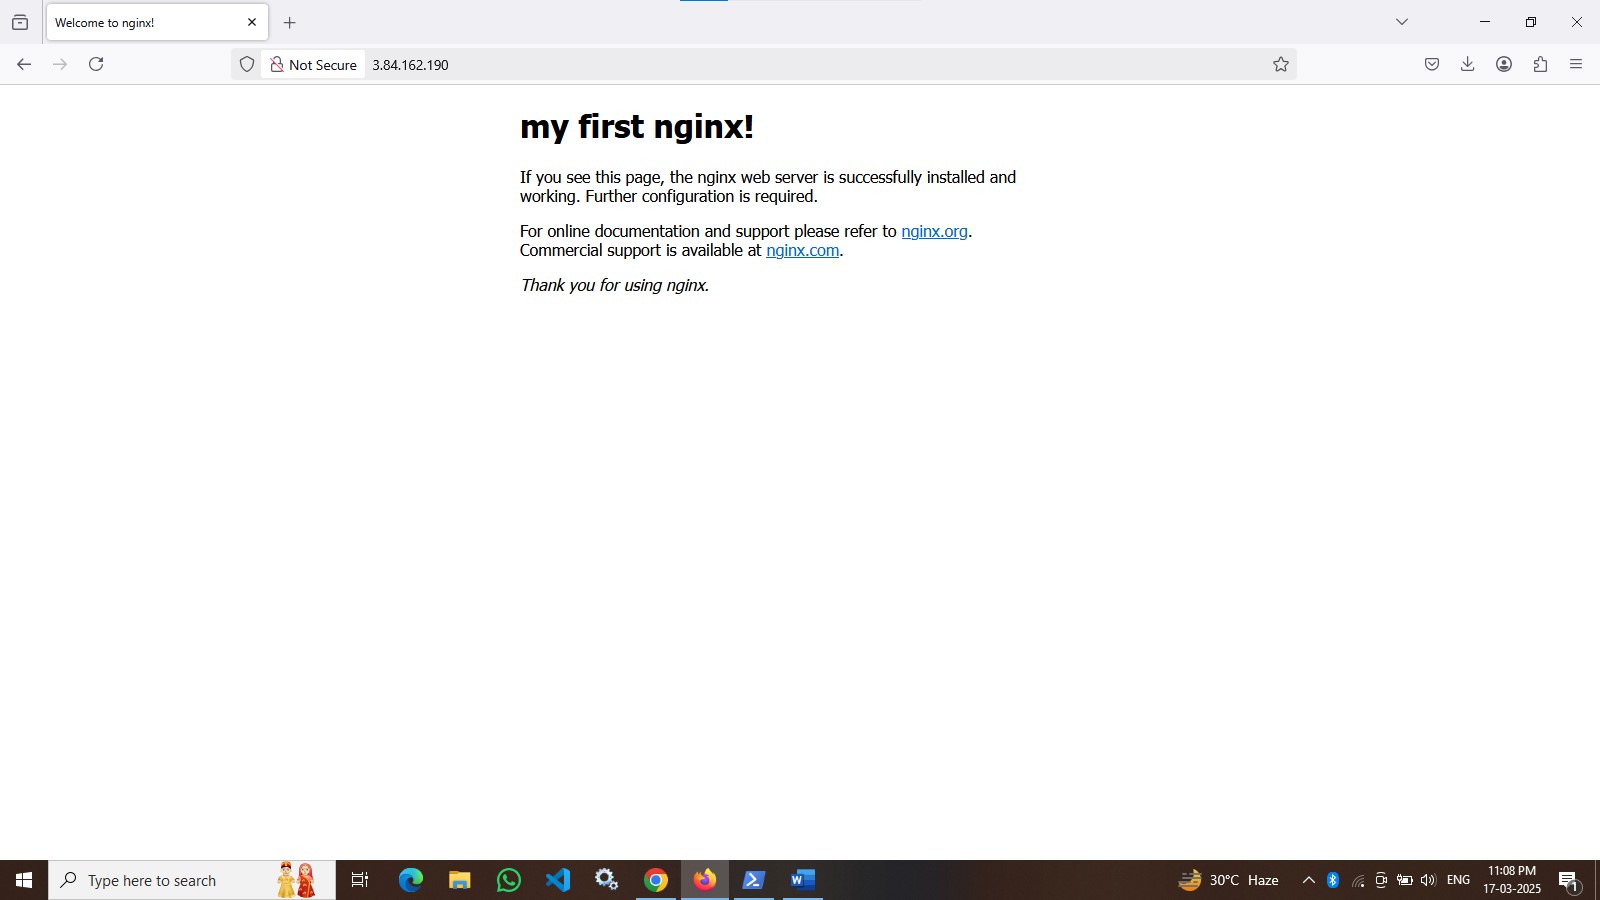 Welcome to nginx!
Not Secure
3.84.162.190
my first nginx!
If you see this page, the nginx web server is successfully installed and
working. Further configuration is required.
For online documentation and support please refer to nginx.org.
Commercial support is available at nginx.com.
Thank you for using nginx.
Type here to search
30°C Haze
ENG
11:08 PM
17-03-2025
1